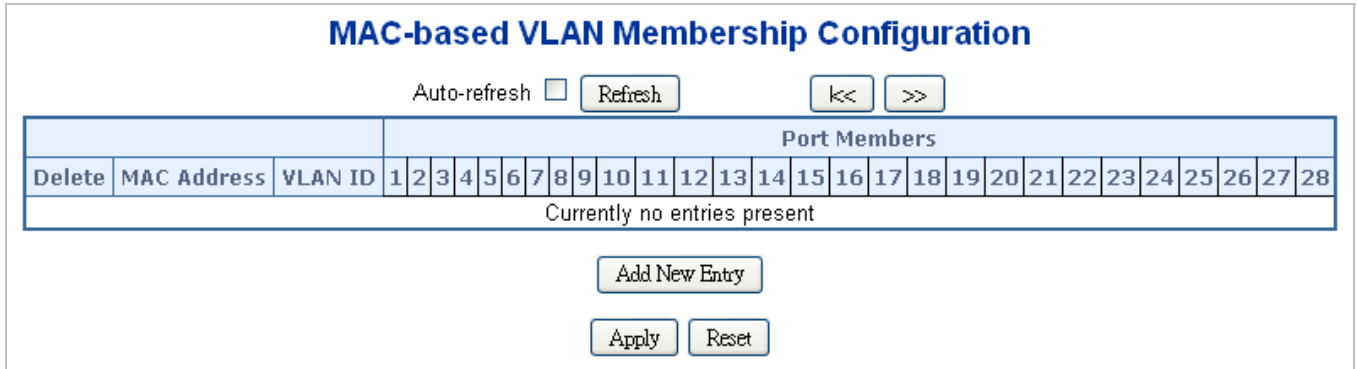 MAC-based VLAN Membership Configuration
Auto-refresh Refresh |<< >>
Port Members
Delete MAC Address VLAN ID 1 2 3 4 5 6 7 8 9 10 11 12 13 14 15 16 17 18 19 20 21 22 23 24 25 26 27 28
Currently no entries present
Add New Entry
Apply Reset